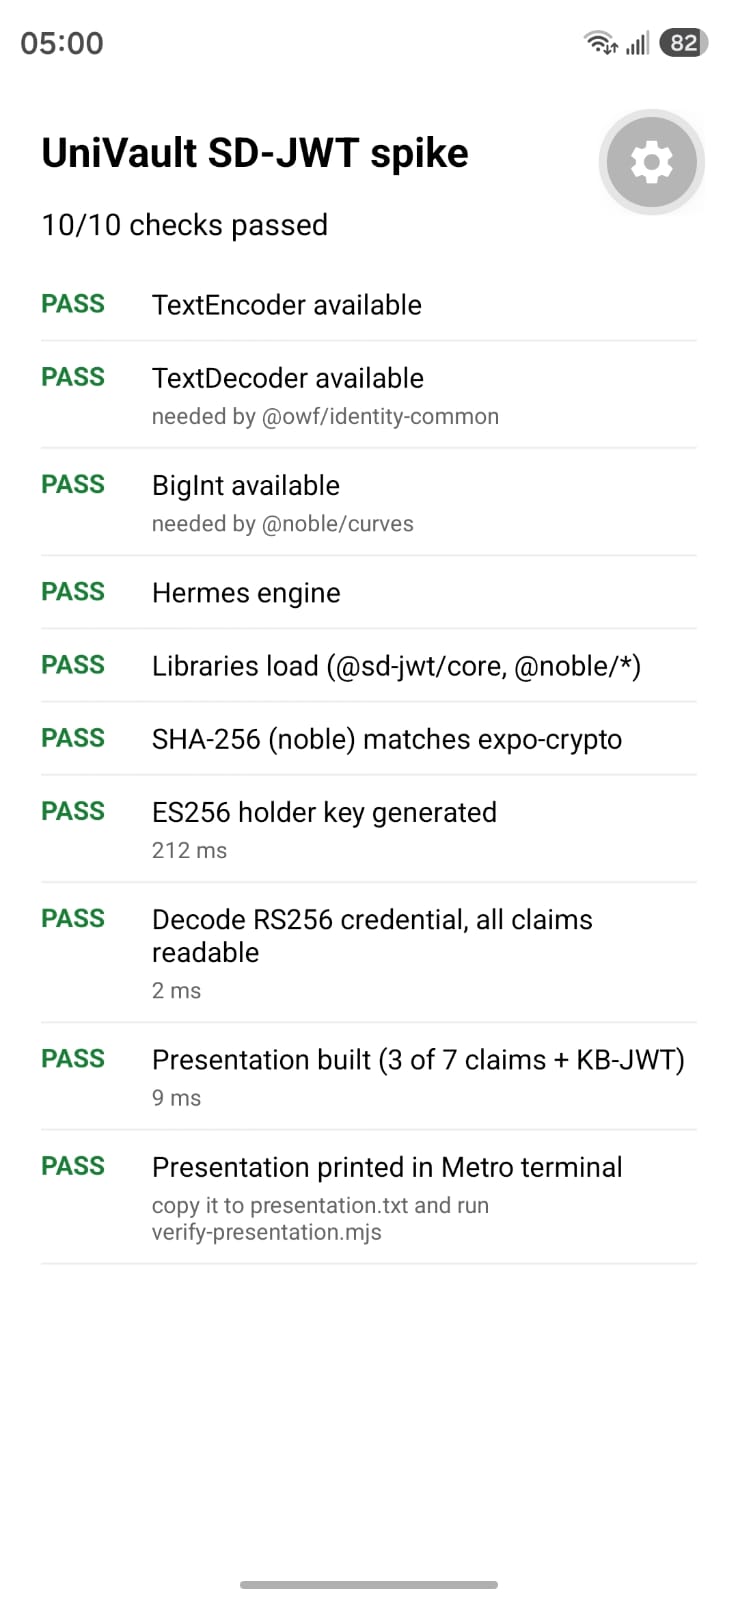 05:00
82
UniVault SD-JWT spike
10/10 checks passed
PASS TextEncoder available
PASS TextDecoder available
needed by @owf/identity-common
PASS BigInt available
needed by @noble/curves
PASS Hermes engine
PASS Libraries load (@sd-jwt/core, @noble/*)
PASS SHA-256 (noble) matches expo-crypto
PASS ES256 holder key generated
212 ms
PASS Decode RS256 credential, all claims
readable
2 ms
PASS Presentation built (3 of 7 claims + KB-JWT)
9 ms
PASS Presentation printed in Metro terminal
copy it to presentation.txt and run
verify-presentation.mjs